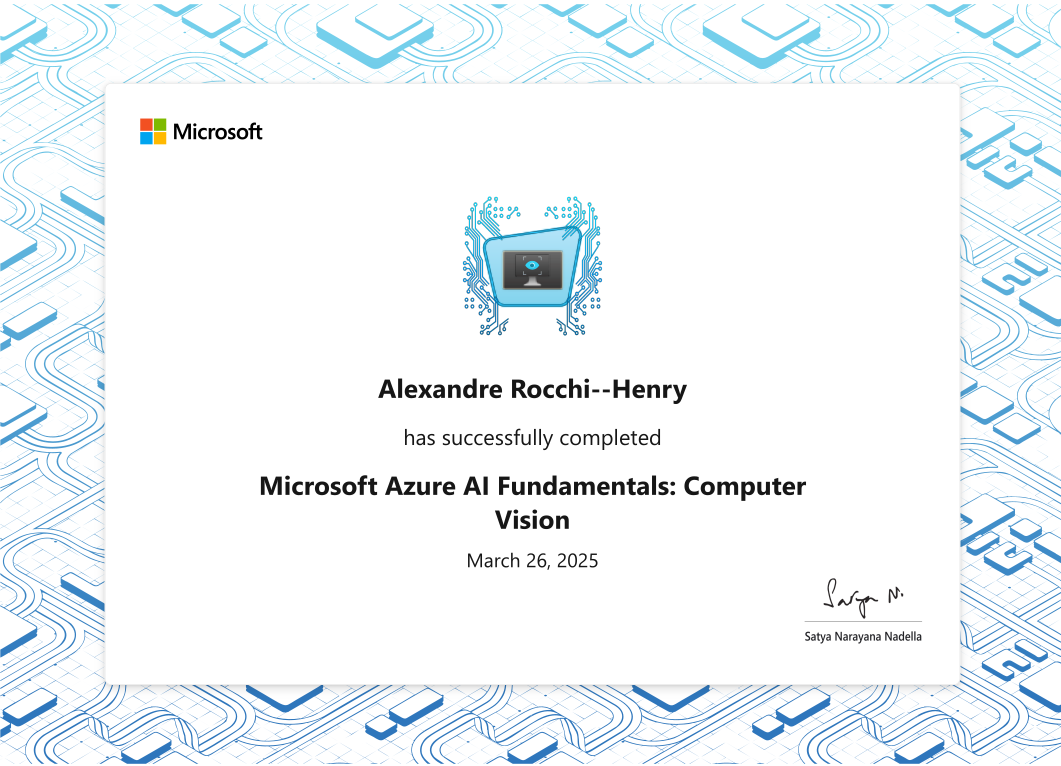 Microsoft
Alexandre Rocchi--Henry
has successfully completed
Microsoft Azure AI Fundamentals: Computer
Vision
March 26, 2025
Satya N.
Satya Narayana Nadella